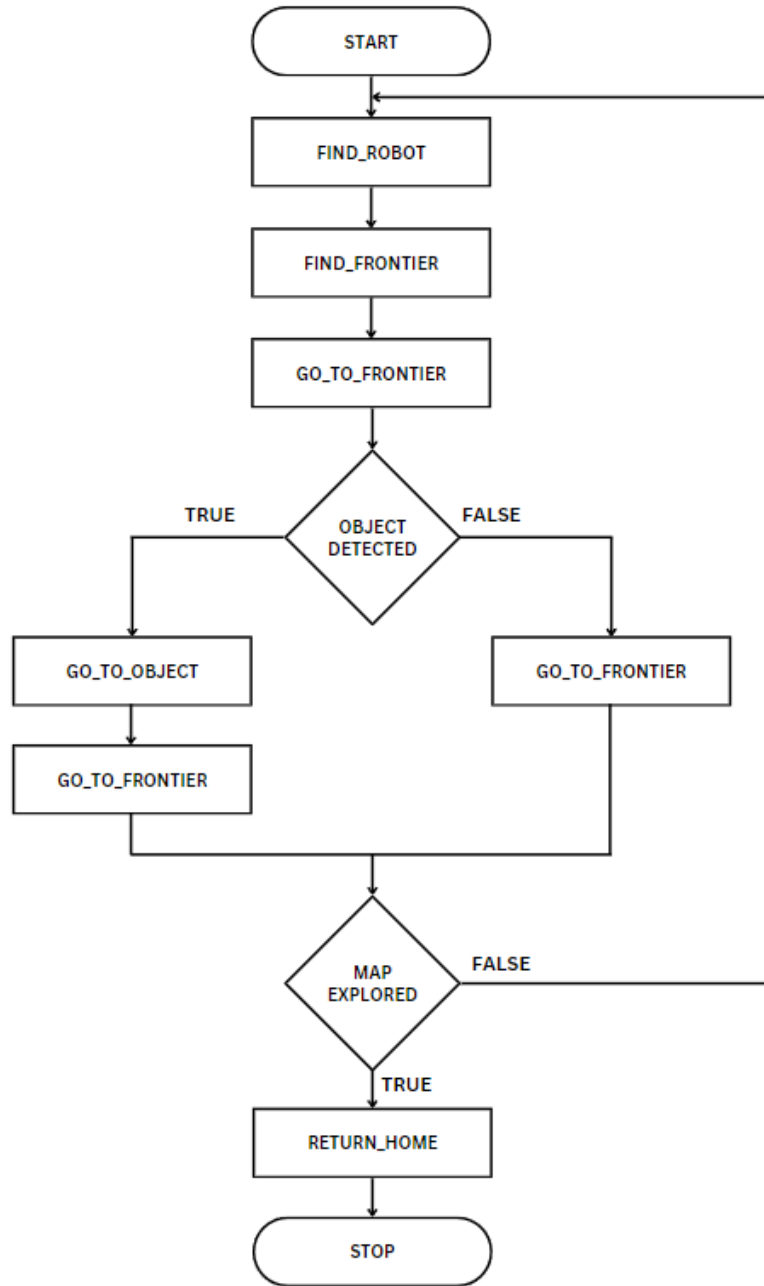 START
FIND_ROBOT
FIND_FRONTIER
GO_TO_FRONTIER
TRUE
FALSE
OBJECT
DETECTED
GO_TO_OBJECT
GO_TO_FRONTIER
GO_TO_FRONTIER
MAP
EXPLORED
FALSE
TRUE
RETURN_HOME
STOP